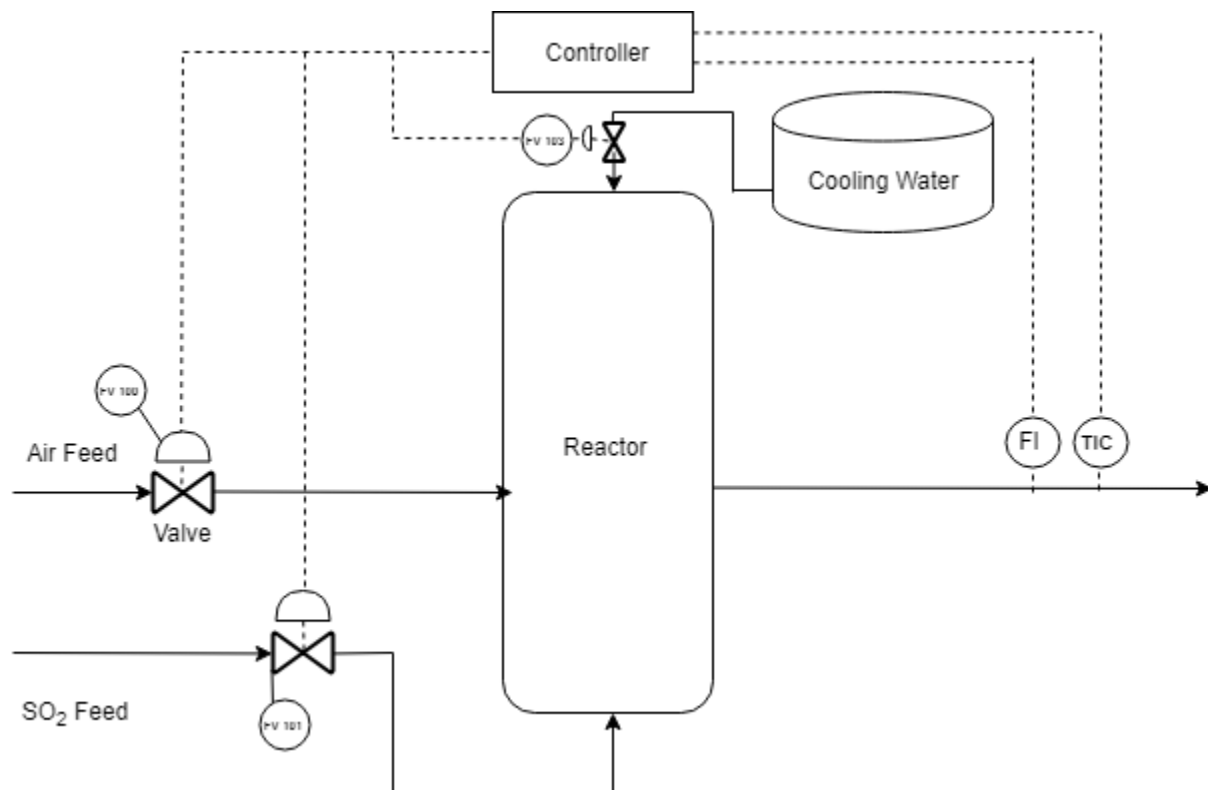 Controller
FV 103
Cooling Water
FV 100
Air Feed
Reactor
FI
TIC
Valve
SO₂ Feed
FV 101